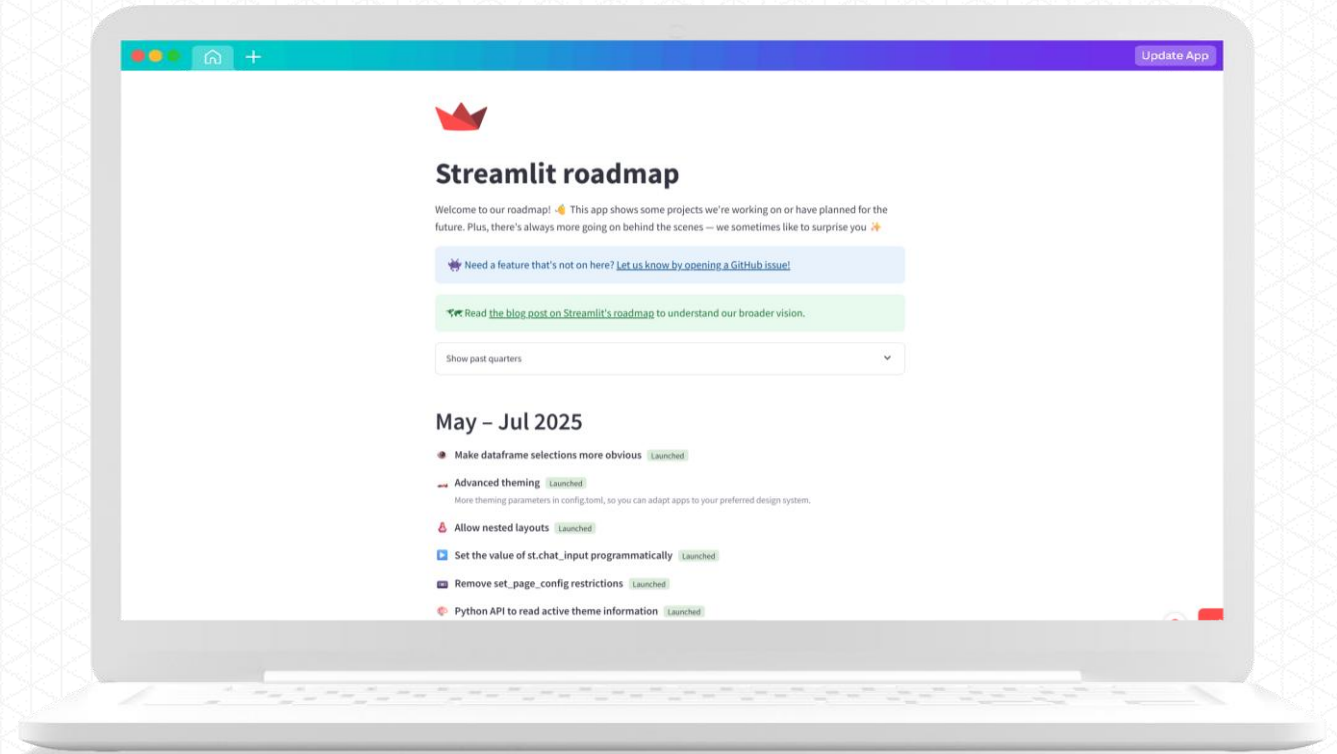 Update App
Streamlit roadmap
Welcome to our roadmap! This app shows some projects we're working on or have planned for the
future. Plus, there's always more going on behind the scenes — we sometimes like to surprise you
Need a feature that's not on here? Let us know by opening a GitHub issue!
Read the blog post on Streamlit's roadmap to understand our broader vision.
Show past quarters
May – Jul 2025
Make dataframe selections more obvious Launched
Advanced theming Launched
More theming parameters in config.toml, so you can adapt apps to your preferred design system.
Allow nested layouts Launched
Set the value of st.chat_input programmatically Launched
Remove set_page_config restrictions Launched
Python API to read active theme information Launched